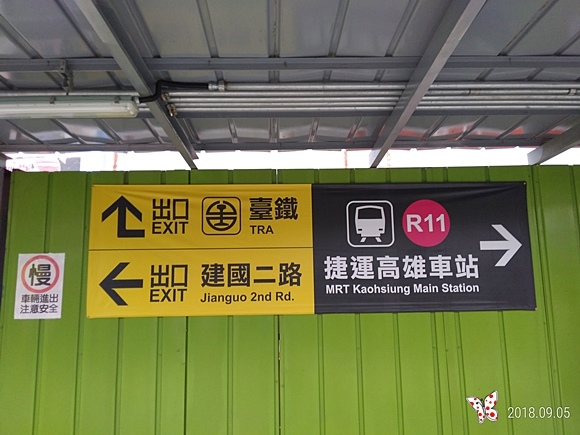 出口 臺鐵
EXIT TRA
出口 建國二路
EXIT Jianguo 2nd Rd.
R11
捷運高雄車站
MRT Kaohsiung Main Station
慢
車輛進出
注意安全
2018.09.05